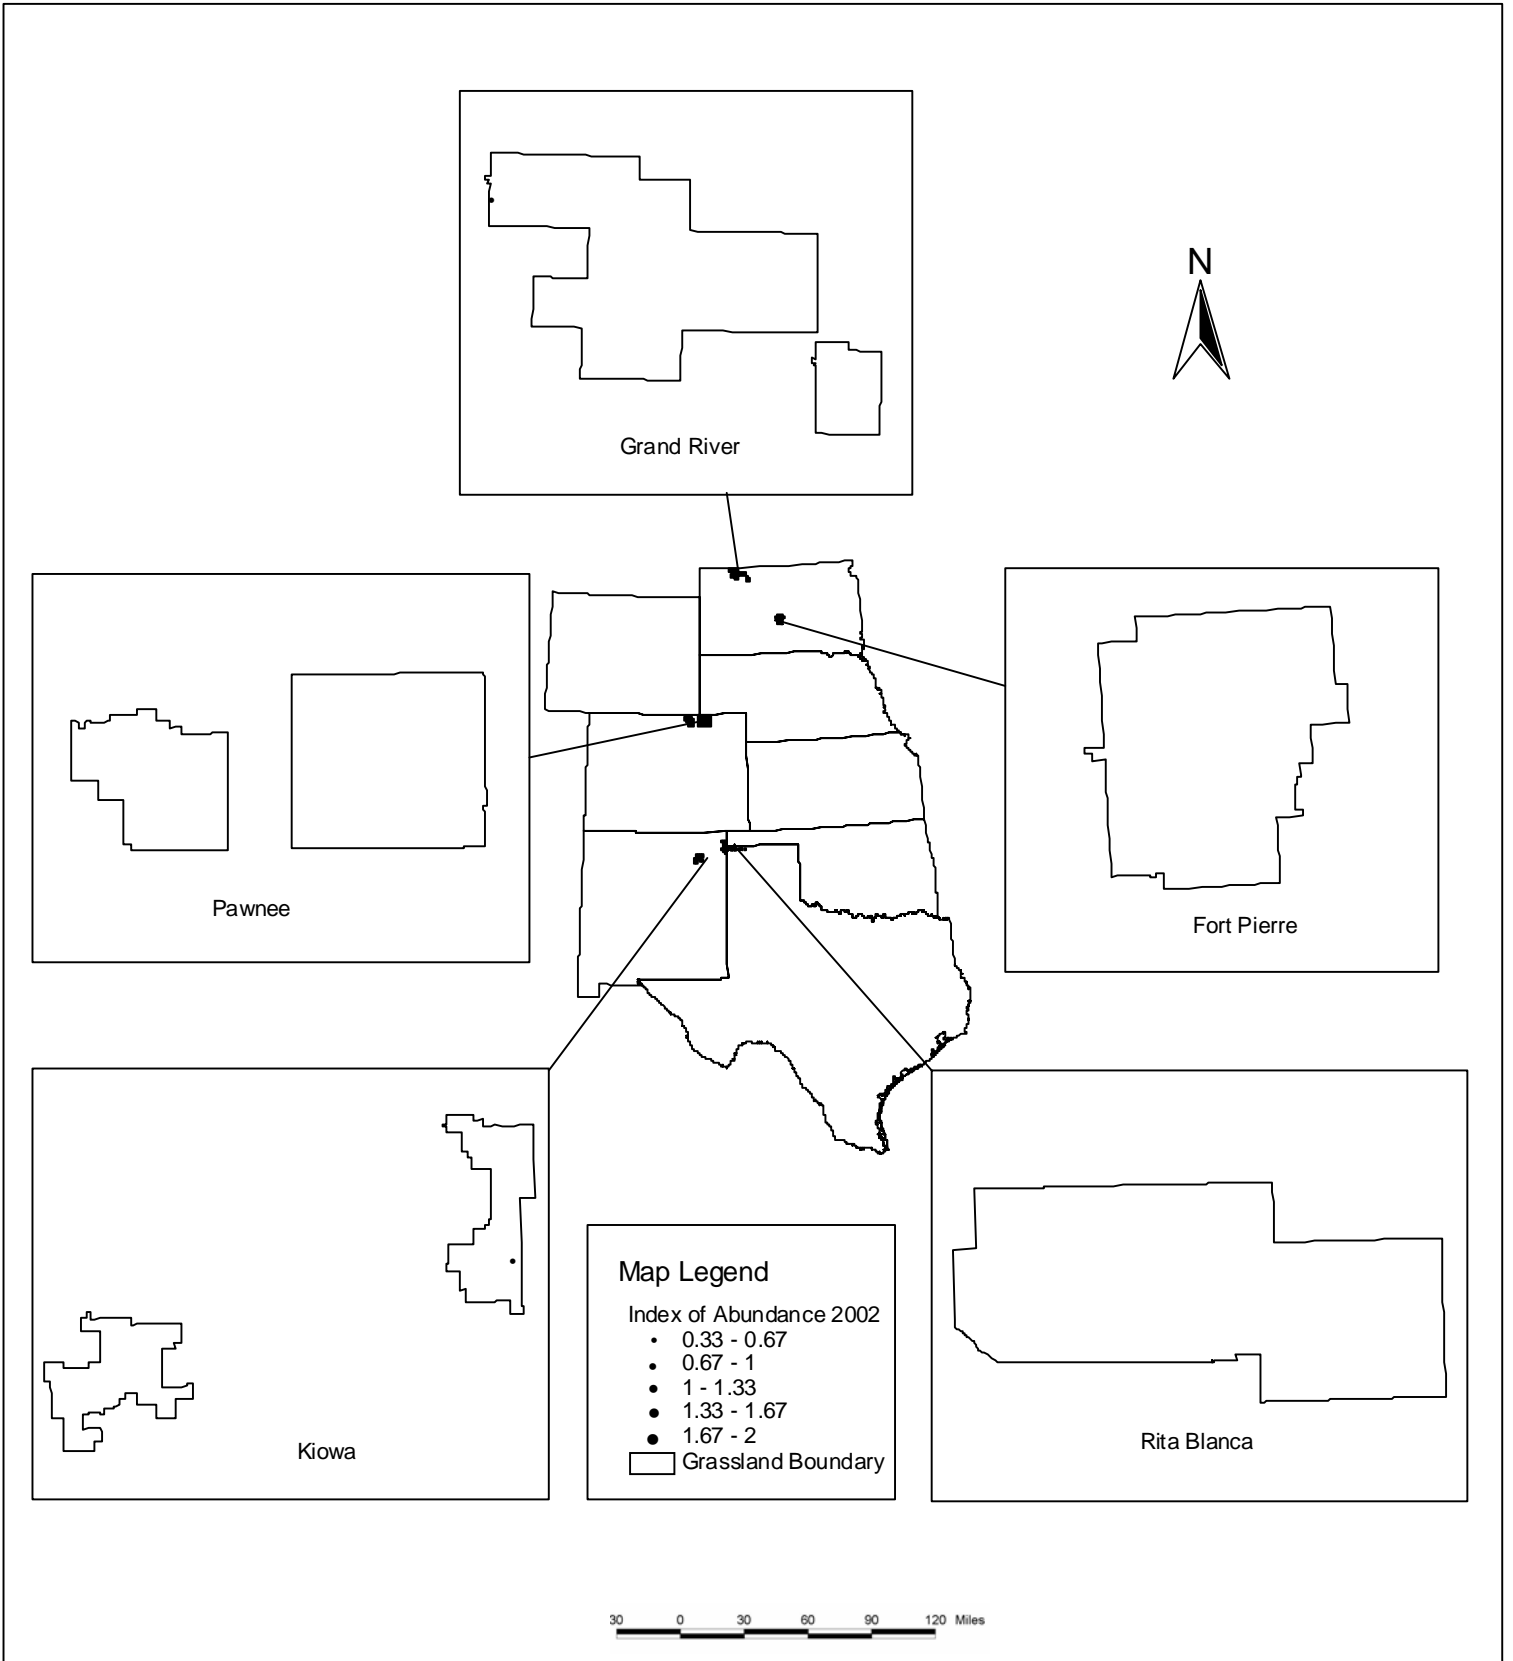 N
Grand River
Pawnee
Fort Pierre
Kiowa
Map Legend
Index of Abundance 2002
0.33 - 0.67
0.67 - 1
1 - 1.33
1.33 - 1.67
1.67 - 2
Grassland Boundary
Rita Blanca
30 0 30 60 90 120 Miles